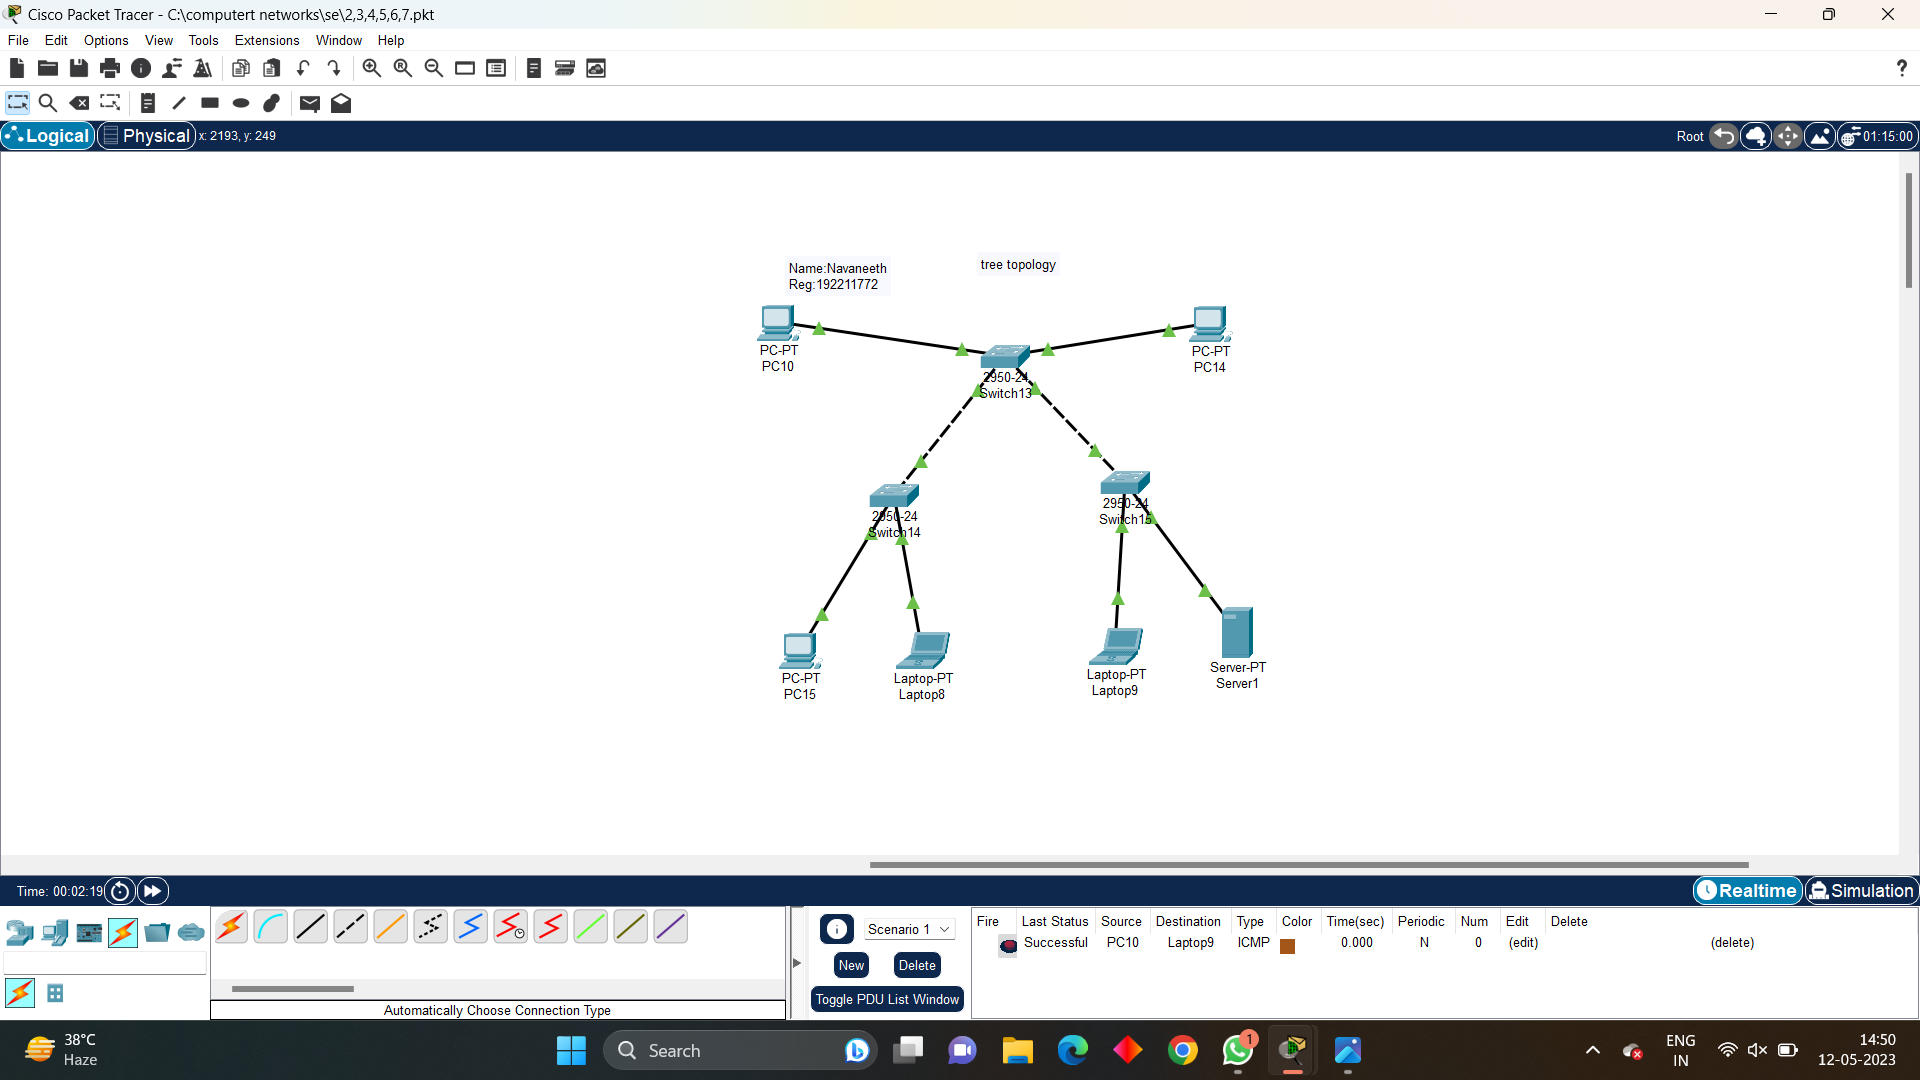 Cisco Packet Tracer - C:\computert networks\se\2,3,4,5,6,7.pkt
File Edit Options View Tools Extensions Window Help
?
Logical Physical x: 2193, y: 249 Root 01:15:00
Name:Navaneeth
Reg:192211772
tree topology
PC-PT
PC10
PC-PT
PC14
2950-24
Switch13
2950-24
Switch14
2950-24
Switch15
PC-PT
PC15
Laptop-PT
Laptop8
Laptop-PT
Laptop9
Server-PT
Server1
Time: 00:02:19 Realtime Simulation
Scenario 1
New Delete
Toggle PDU List Window
Automatically Choose Connection Type
Fire Last Status Source Destination Type Color Time(sec) Periodic Num Edit Delete
Successful PC10 Laptop9 ICMP 0.000 N 0 (edit) (delete)
38°C
Haze
Search
1
ENG
IN
14:50
12-05-2023